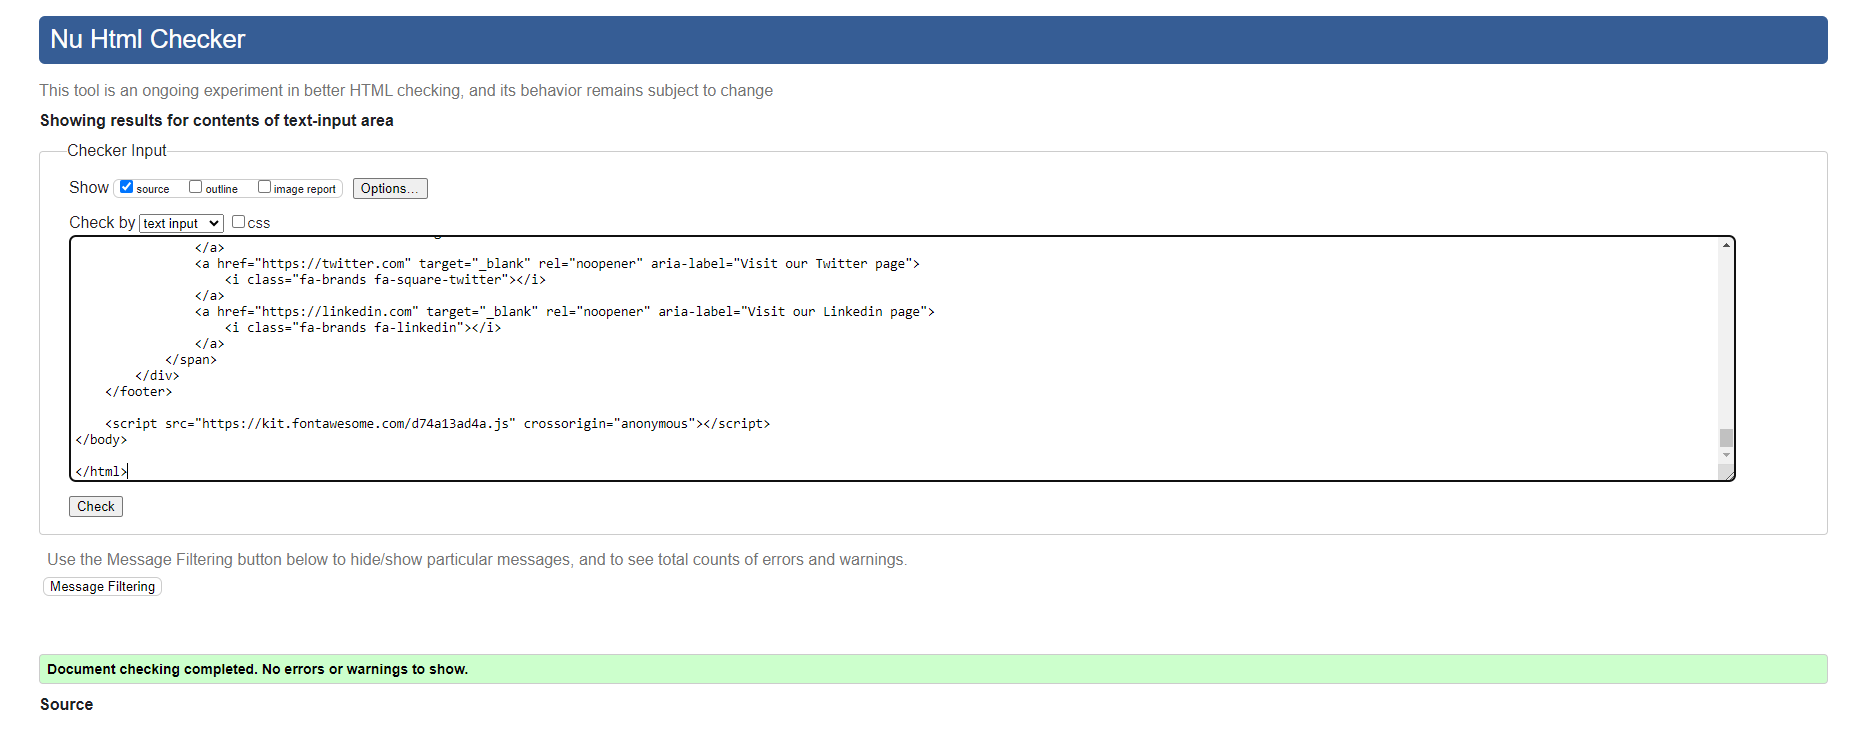 Nu Html Checker
This tool is an ongoing experiment in better HTML checking, and its behavior remains subject to change
Showing results for contents of text-input area
Checker Input
Show source outline image report Options...
Check by text input css
</a>
<a href="https://twitter.com" target="_blank" rel="noopener" aria-label="Visit our Twitter page">
<i class="fa-brands fa-square-twitter"></i>
</a>
<a href="https://linkedin.com" target="_blank" rel="noopener" aria-label="Visit our Linkedin page">
<i class="fa-brands fa-linkedin"></i>
</a>
</span>
</div>
</footer>
<script src="https://kit.fontawesome.com/d74a13ad4a.js" crossorigin="anonymous"></script>
</body>
</html>
Check
Use the Message Filtering button below to hide/show particular messages, and to see total counts of errors and warnings.
Message Filtering
Document checking completed. No errors or warnings to show.
Source